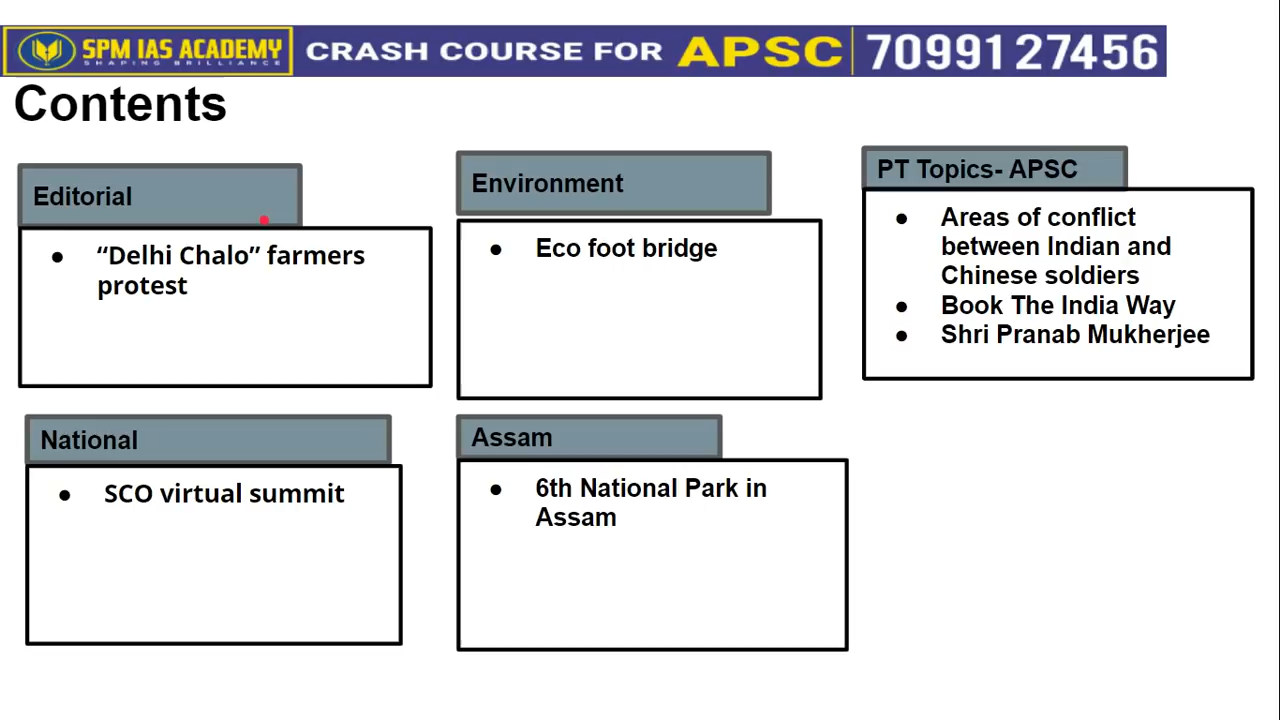 SPM IAS ACADEMY
SHAPING BRILLIANCE
CRASH COURSE FOR APSC 70991 27456
Contents
Editorial
● “Delhi Chalo” farmers
protest
Environment
● Eco foot bridge
PT Topics- APSC
● Areas of conflict
between Indian and
Chinese soldiers
● Book The India Way
● Shri Pranab Mukherjee
National
● SCO virtual summit
Assam
● 6th National Park in
Assam